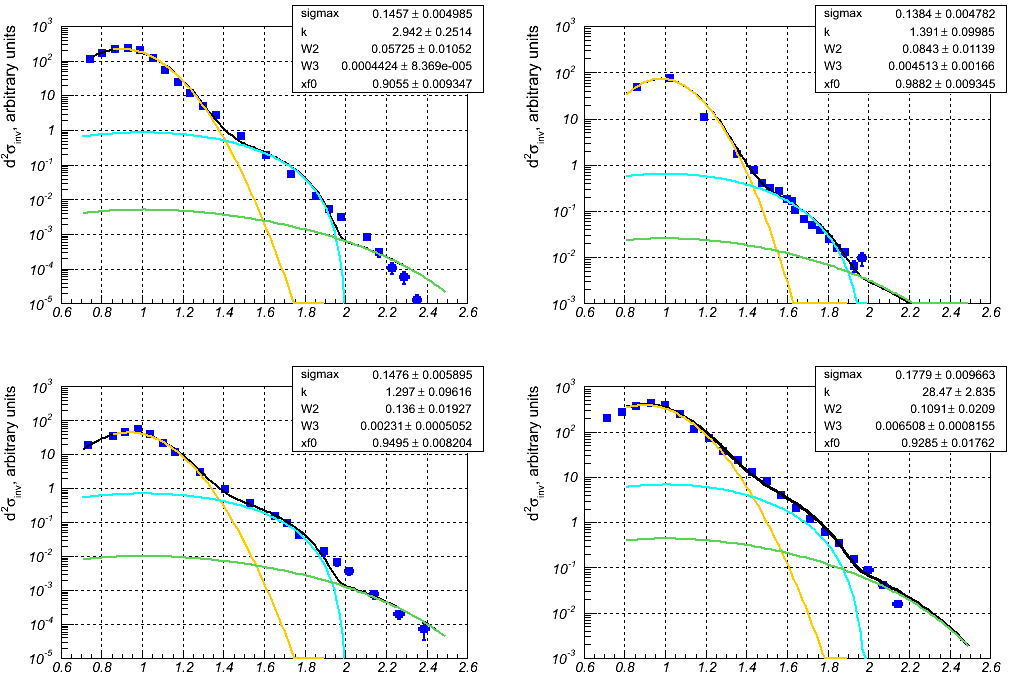 sigmax 0.1457 ± 0.004985
k 2.942 ± 0.2514
W2 0.05725 ± 0.01052
W3 0.0004424 ± 8.369e-005
xf0 0.9055 ± 0.009347
d²σinv, arbitrary units
10³
10²
10
1
10⁻¹
10⁻²
10⁻³
10⁻⁴
10⁻⁵
0.6 0.8 1 1.2 1.4 1.6 1.8 2 2.2 2.4 2.6
sigmax 0.1384 ± 0.004782
k 1.391 ± 0.09985
W2 0.0843 ± 0.01139
W3 0.004513 ± 0.00166
xf0 0.9882 ± 0.009345
d²σinv, arbitrary units
10³
10²
10
1
10⁻¹
10⁻²
10⁻³
0.6 0.8 1 1.2 1.4 1.6 1.8 2 2.2 2.4 2.6
sigmax 0.1476 ± 0.005895
k 1.297 ± 0.09616
W2 0.136 ± 0.01927
W3 0.00231 ± 0.0005052
xf0 0.9495 ± 0.008204
d²σinv, arbitrary units
10³
10²
10
1
10⁻¹
10⁻²
10⁻³
10⁻⁴
10⁻⁵
0.6 0.8 1 1.2 1.4 1.6 1.8 2 2.2 2.4 2.6
sigmax 0.1779 ± 0.009663
k 28.47 ± 2.835
W2 0.1091 ± 0.0209
W3 0.006508 ± 0.0008155
xf0 0.9285 ± 0.01762
d²σinv, arbitrary units
10³
10²
10
1
10⁻¹
10⁻²
10⁻³
0.6 0.8 1 1.2 1.4 1.6 1.8 2 2.2 2.4 2.6